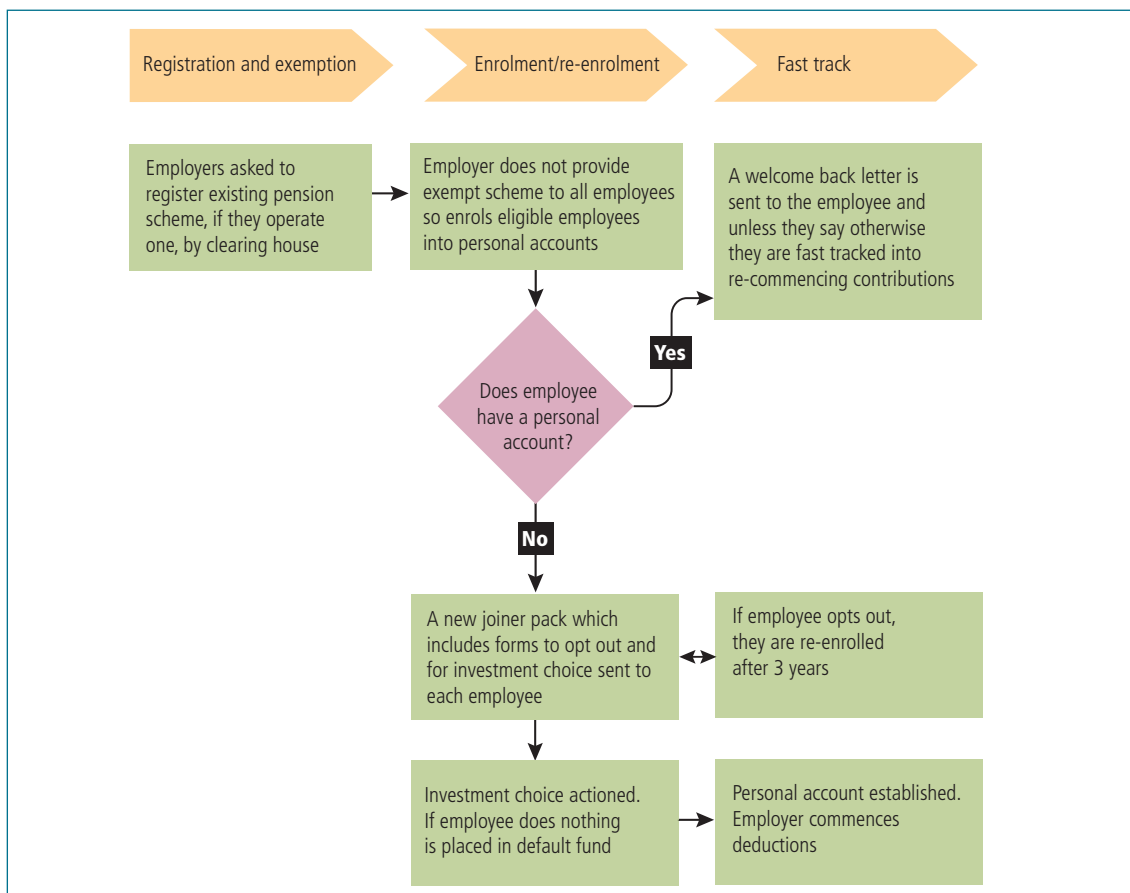 Registration and exemption
Enrolment/re-enrolment
Fast track
Employers asked to
register existing pension
scheme, if they operate
one, by clearing house
Employer does not provide
exempt scheme to all employees
so enrols eligible employees
into personal accounts
A welcome back letter is
sent to the employee and
unless they say otherwise
they are fast tracked into
re-commencing contributions
Yes
Does employee
have a personal
account?
No
A new joiner pack which
includes forms to opt out and
for investment choice sent to
each employee
If employee opts out,
they are re-enrolled
after 3 years
Investment choice actioned.
If employee does nothing
is placed in default fund
Personal account established.
Employer commences
deductions